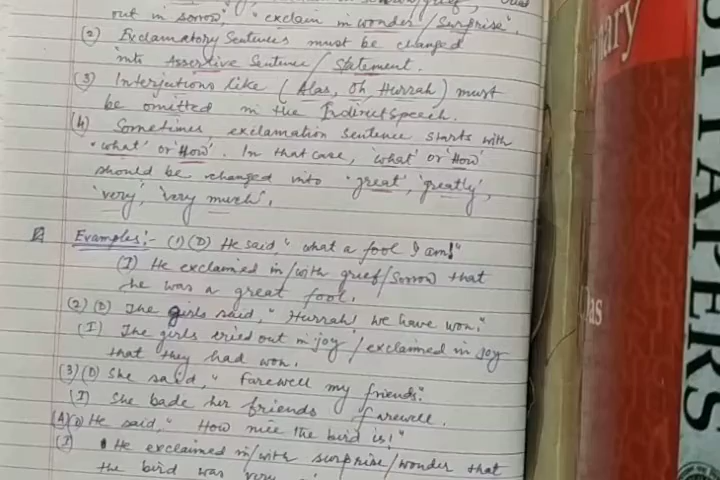 out in sorrow", "exclaim in wonder/surprise".
(2) Exclamatory Sentences must be changed
into Assertive Sentence/Statement.
(3) Interjections like (Alas, Oh, Hurrah) must
be omitted in the Indirect speech.
(4) Sometimes, exclamation sentence starts with
'what' or 'How'. In that case, 'what' or 'How'
should be changed into 'great', 'greatly',
'very', 'very much'.
Examples:- (1) (D) He said "what a fool I am!"
(I) He exclaimed in/with grief/sorrow that
he was a great fool.
(2) (D) The girls said, "Hurrah! we have won."
(I) The girls cried out in joy/exclaimed in joy
that they had won.
(3) (D) She said, "Farewell my friends."
(I) She bade her friends farewell.
(4) (D) He said, "How nice the bird is!"
(I) He exclaimed in/with surprise/wonder that
the bird was very